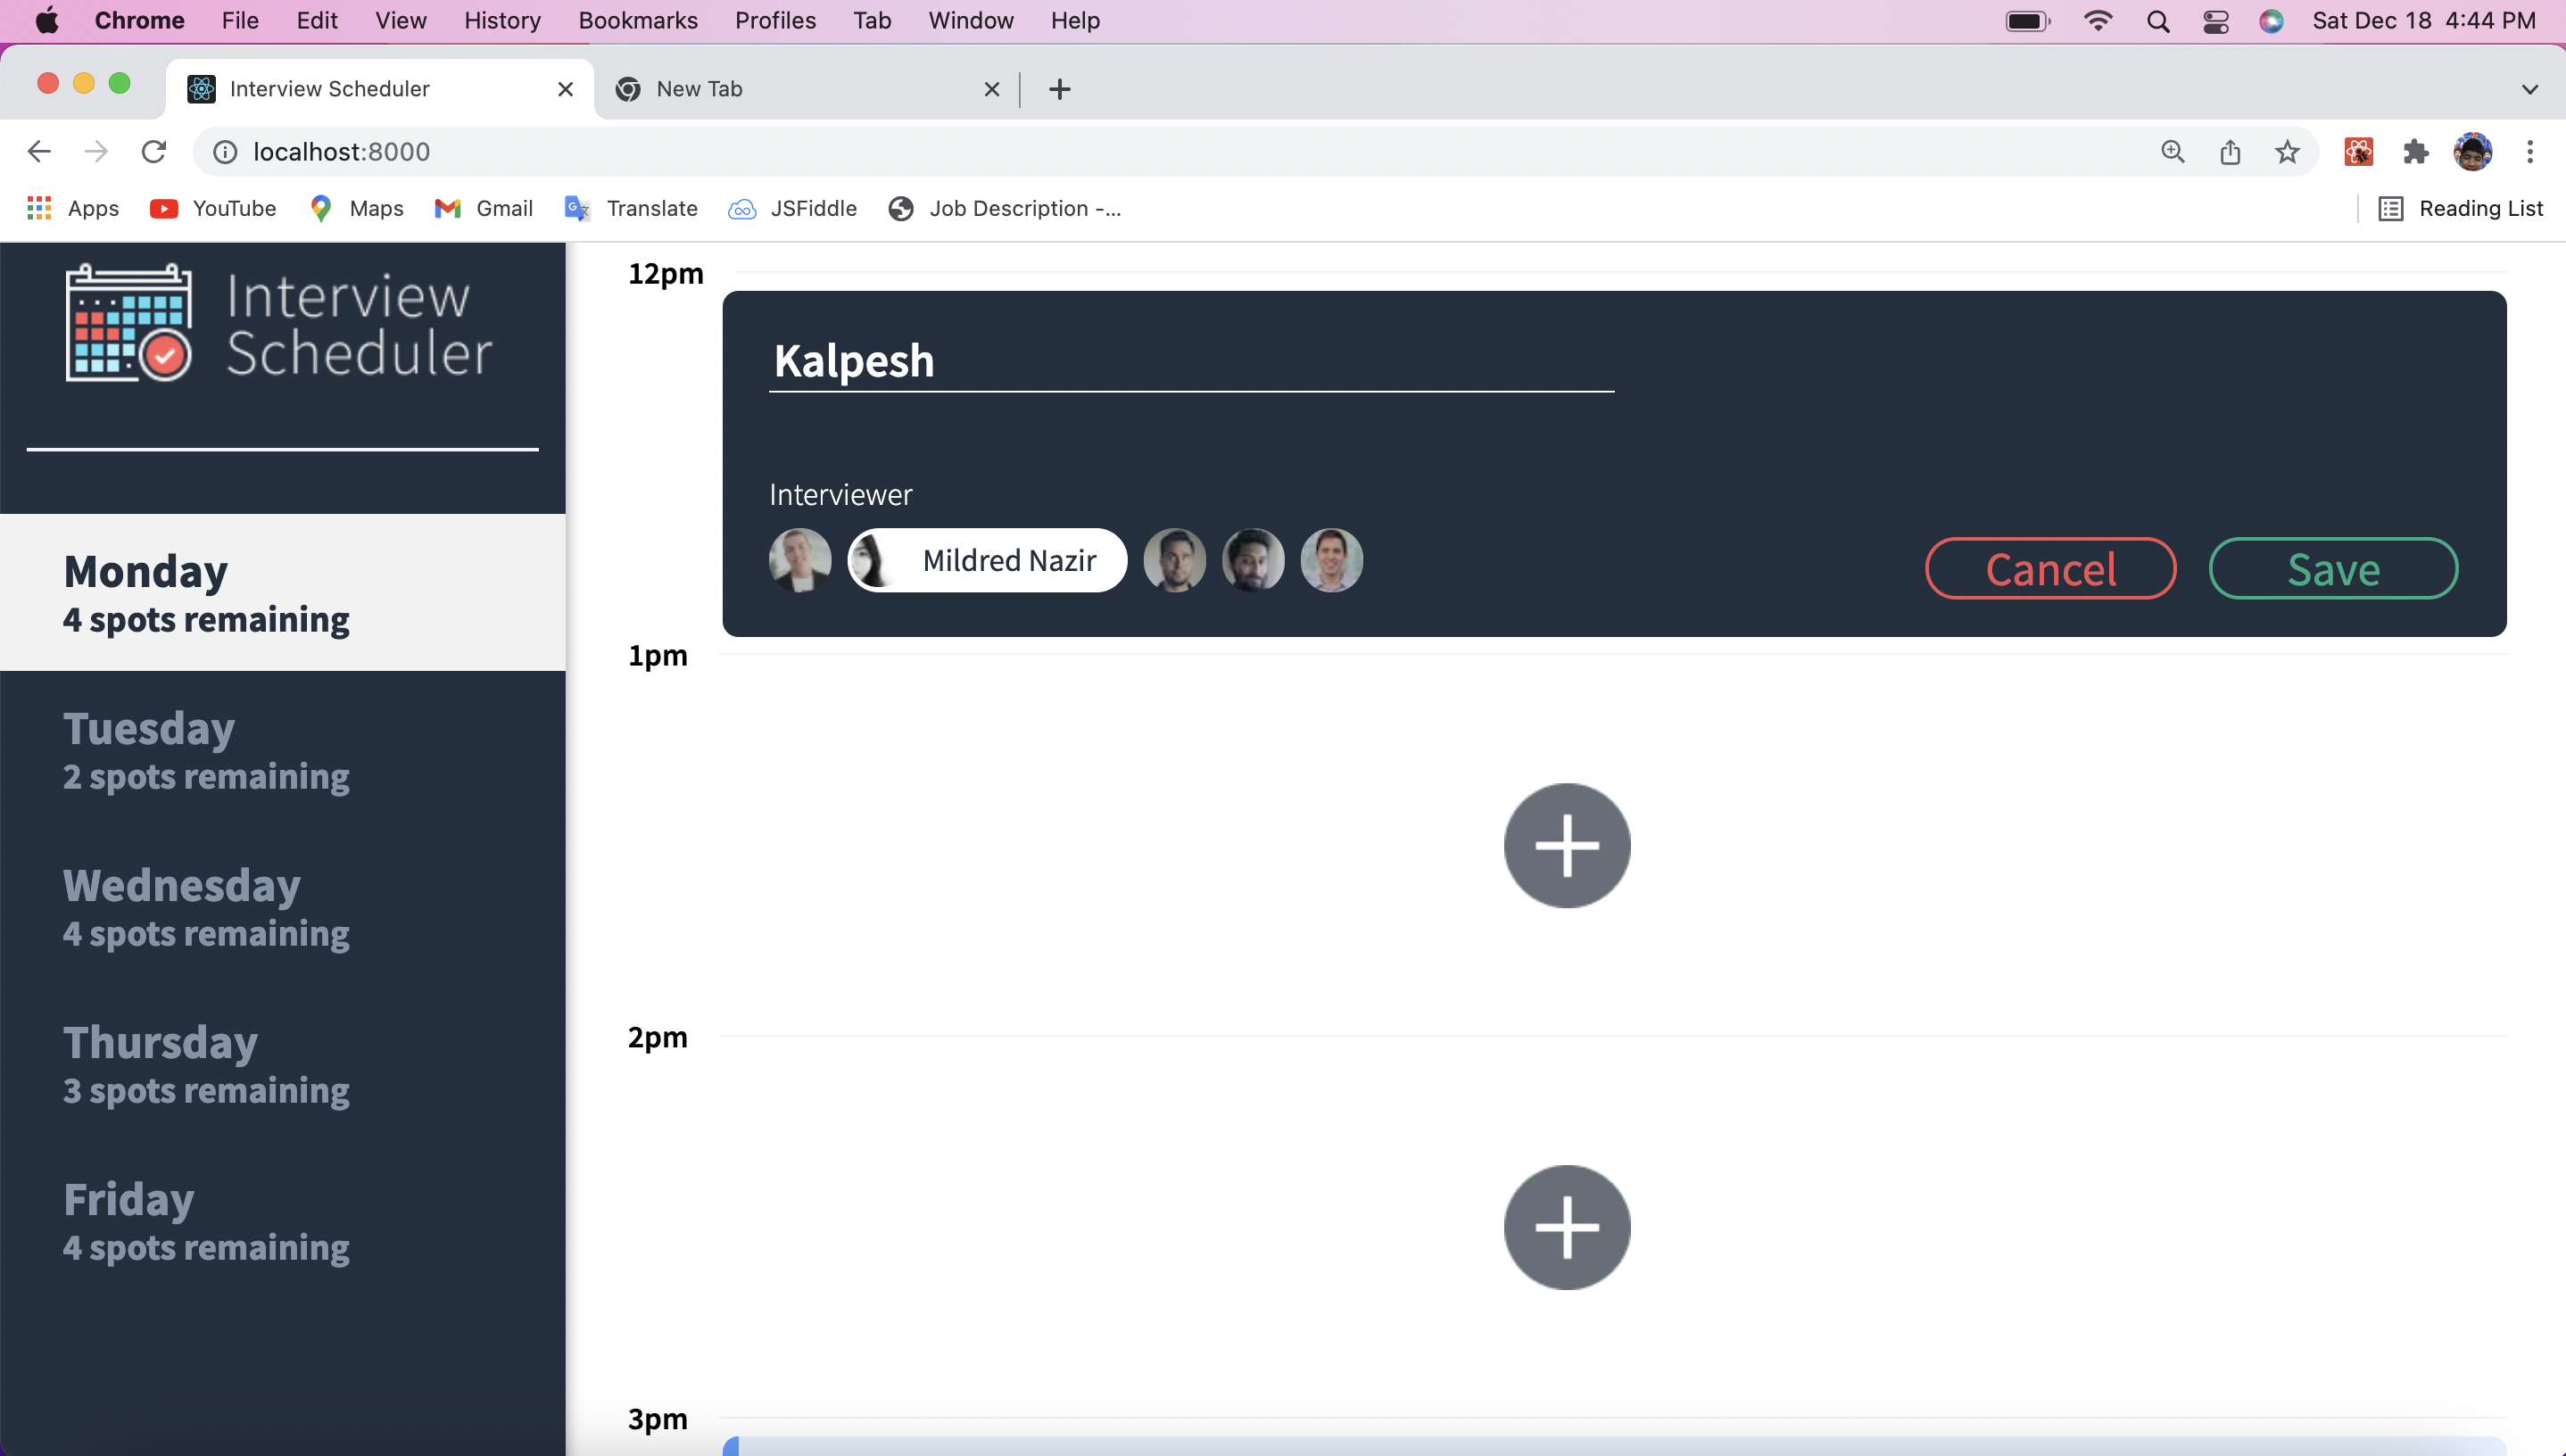 Chrome File Edit View History Bookmarks Profiles Tab Window Help Sat Dec 18 4:44 PM
Interview Scheduler New Tab
localhost:8000
Apps YouTube Maps Gmail Translate JSFiddle Job Description -... Reading List
Interview
Scheduler
Monday
4 spots remaining
Tuesday
2 spots remaining
Wednesday
4 spots remaining
Thursday
3 spots remaining
Friday
4 spots remaining
12pm
Kalpesh
Interviewer
Mildred Nazir
Cancel Save
1pm
2pm
3pm